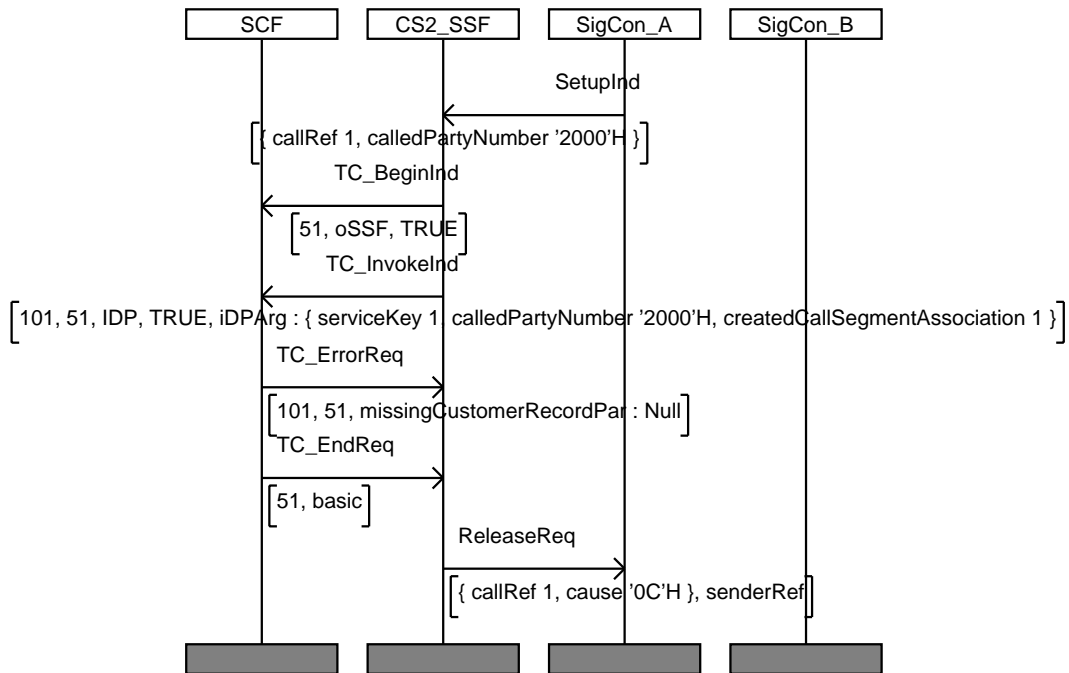 SCF CS2_SSF SigCon_A SigCon_B
SetupInd
{ callRef 1, calledPartyNumber '2000'H }
TC_BeginInd
51, oSSF, TRUE
TC_InvokeInd
101, 51, IDP, TRUE, iDPArg : { serviceKey 1, calledPartyNumber '2000'H, createdCallSegmentAssociation 1 }
TC_ErrorReq
101, 51, missingCustomerRecordPar : Null
TC_EndReq
51, basic
ReleaseReq
{ callRef 1, cause '0C'H }, senderRef